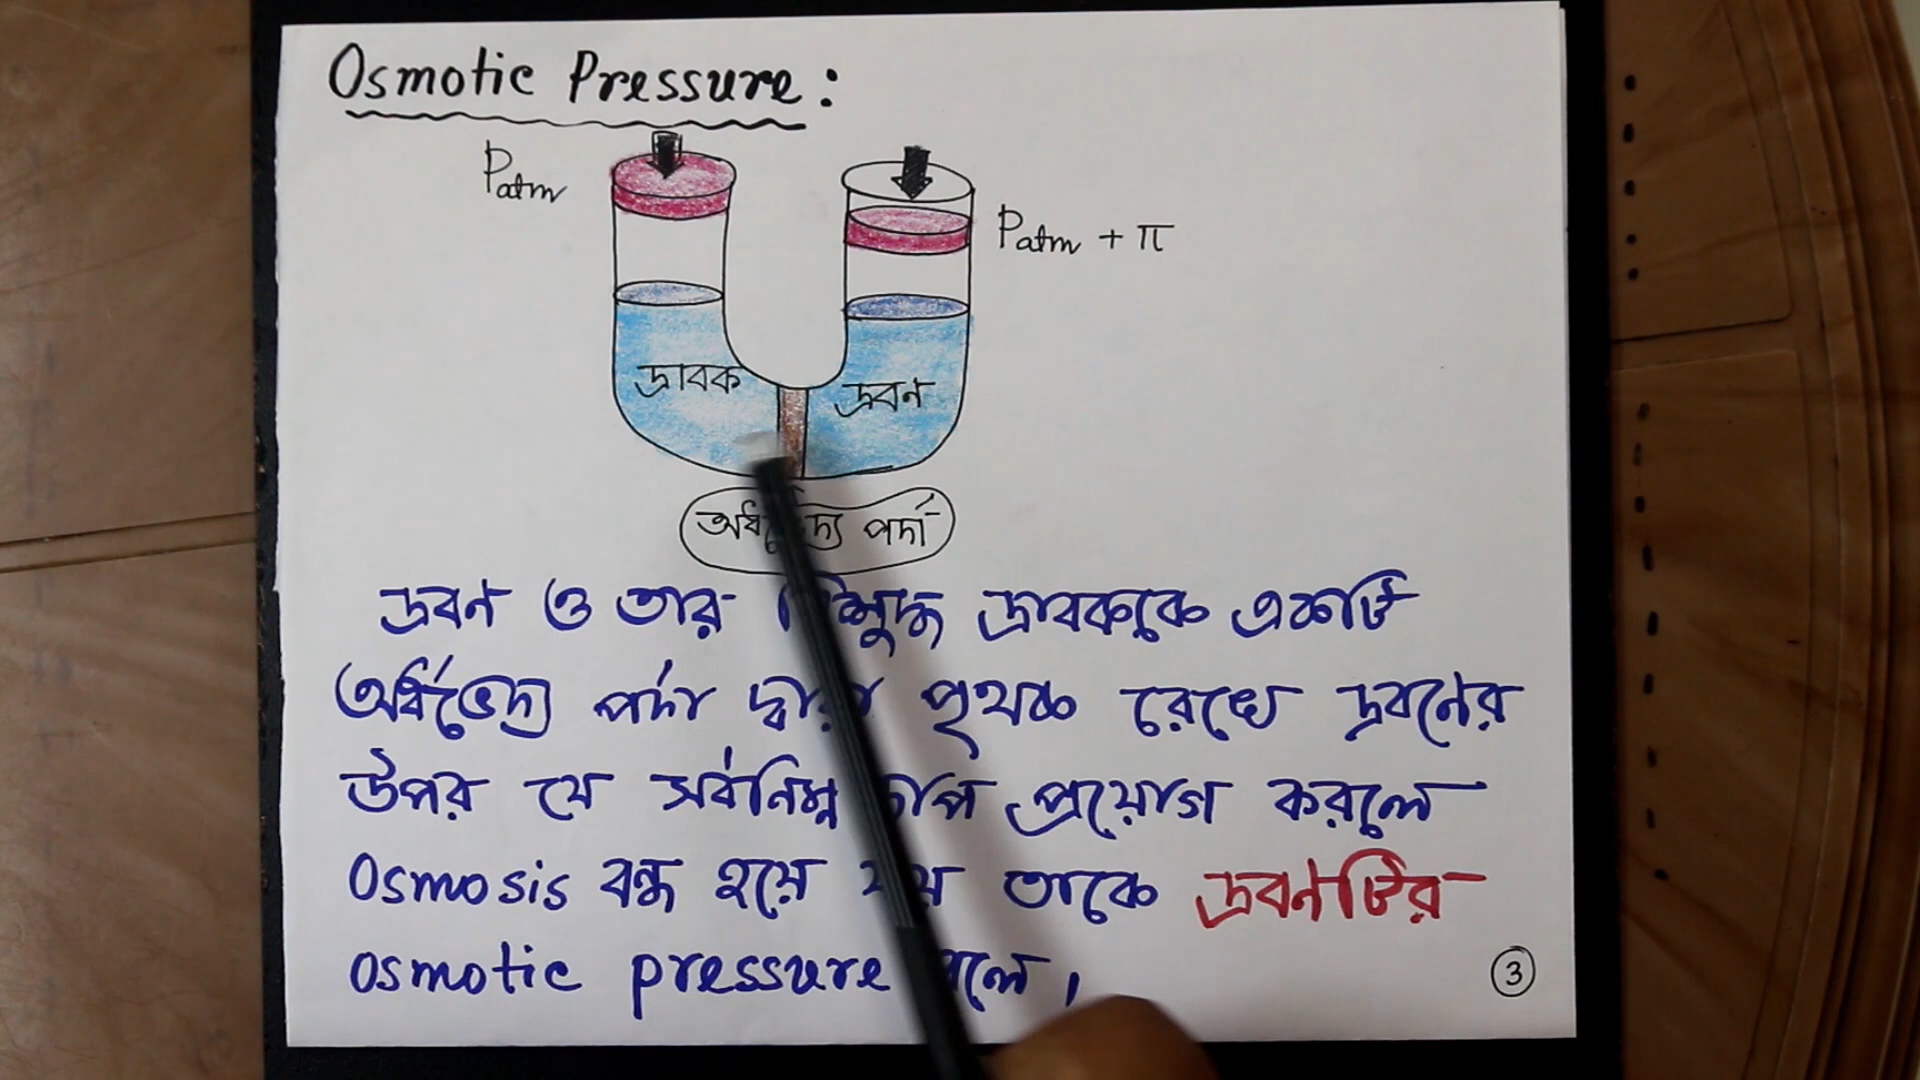 Osmotic Pressure:
Patm
Patm + π
দ্রাবক
দ্রবণ
পর্দা
দ্রবণ ও তার বিশুদ্ধ দ্রাবককে একটি
অর্ধভেদ্য পর্দা দ্বারা পৃথক রেখে দ্রবণের
উপর যে সর্বনিম্ন চাপ প্রয়োগ করলে
Osmosis বন্ধ হয়ে যায় তাকে দ্রবণটির
osmotic pressure বলে।
3